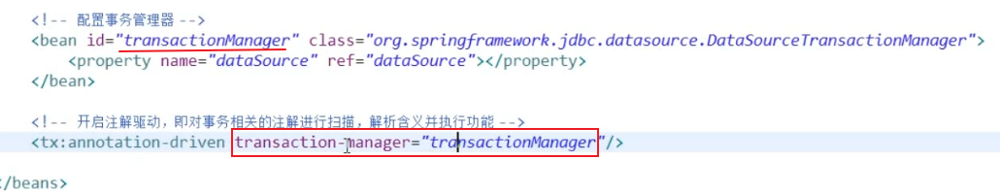 <!-- 配置事务管理器 -->
<bean id="transactionManager" class="org.springframework.jdbc.datasource.DataSourceTransactionManager">
<property name="dataSource" ref="dataSource"></property>
</bean>
<!-- 开启注解驱动，即对事务相关的注解进行扫描，解析含义并执行功能 -->
<tx:annotation-driven transaction-manager="transactionManager"/>
</beans>